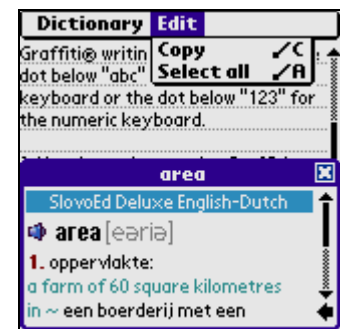 Dictionary Edit
Graffiti® writin
Copy /C
dot below "abc"
Select all /A
keyboard or the dot below "123" for
the numeric keyboard.
area
SlovoEd Deluxe English-Dutch
area [eəriə]
1. oppervlakte:
a farm of 60 square kilometres
in ~ een boerderij met een